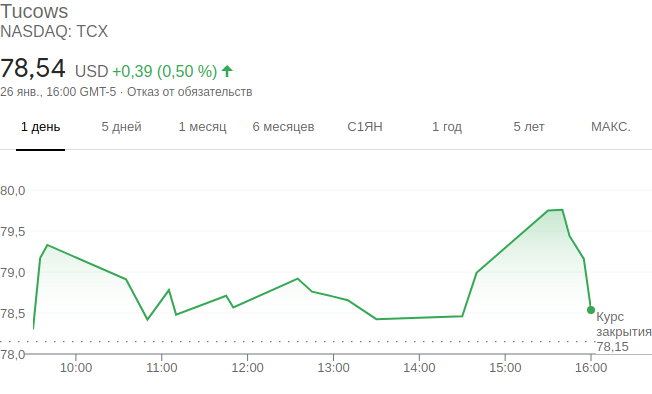 Tucows
NASDAQ: TCX
78,54 USD +0,39 (0,50 %)
26 янв., 16:00 GMT-5 · Отказ от обязательств
1 день 5 дней 1 месяц 6 месяцев С1ЯН 1 год 5 лет МАКС.
80,0
79,5
79,0
78,5
Курс
закрытия
78,15
78,0
10:00 11:00 12:00 13:00 14:00 15:00 16:00